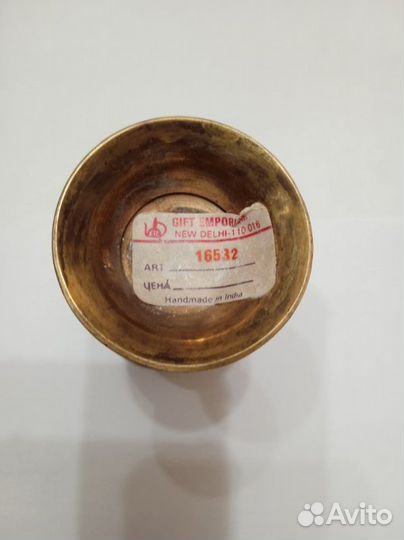 GIFT EMPORIUM
NEW DELHI-110 016
16532
ART
ЦЕНА
Handmade in India
Avito